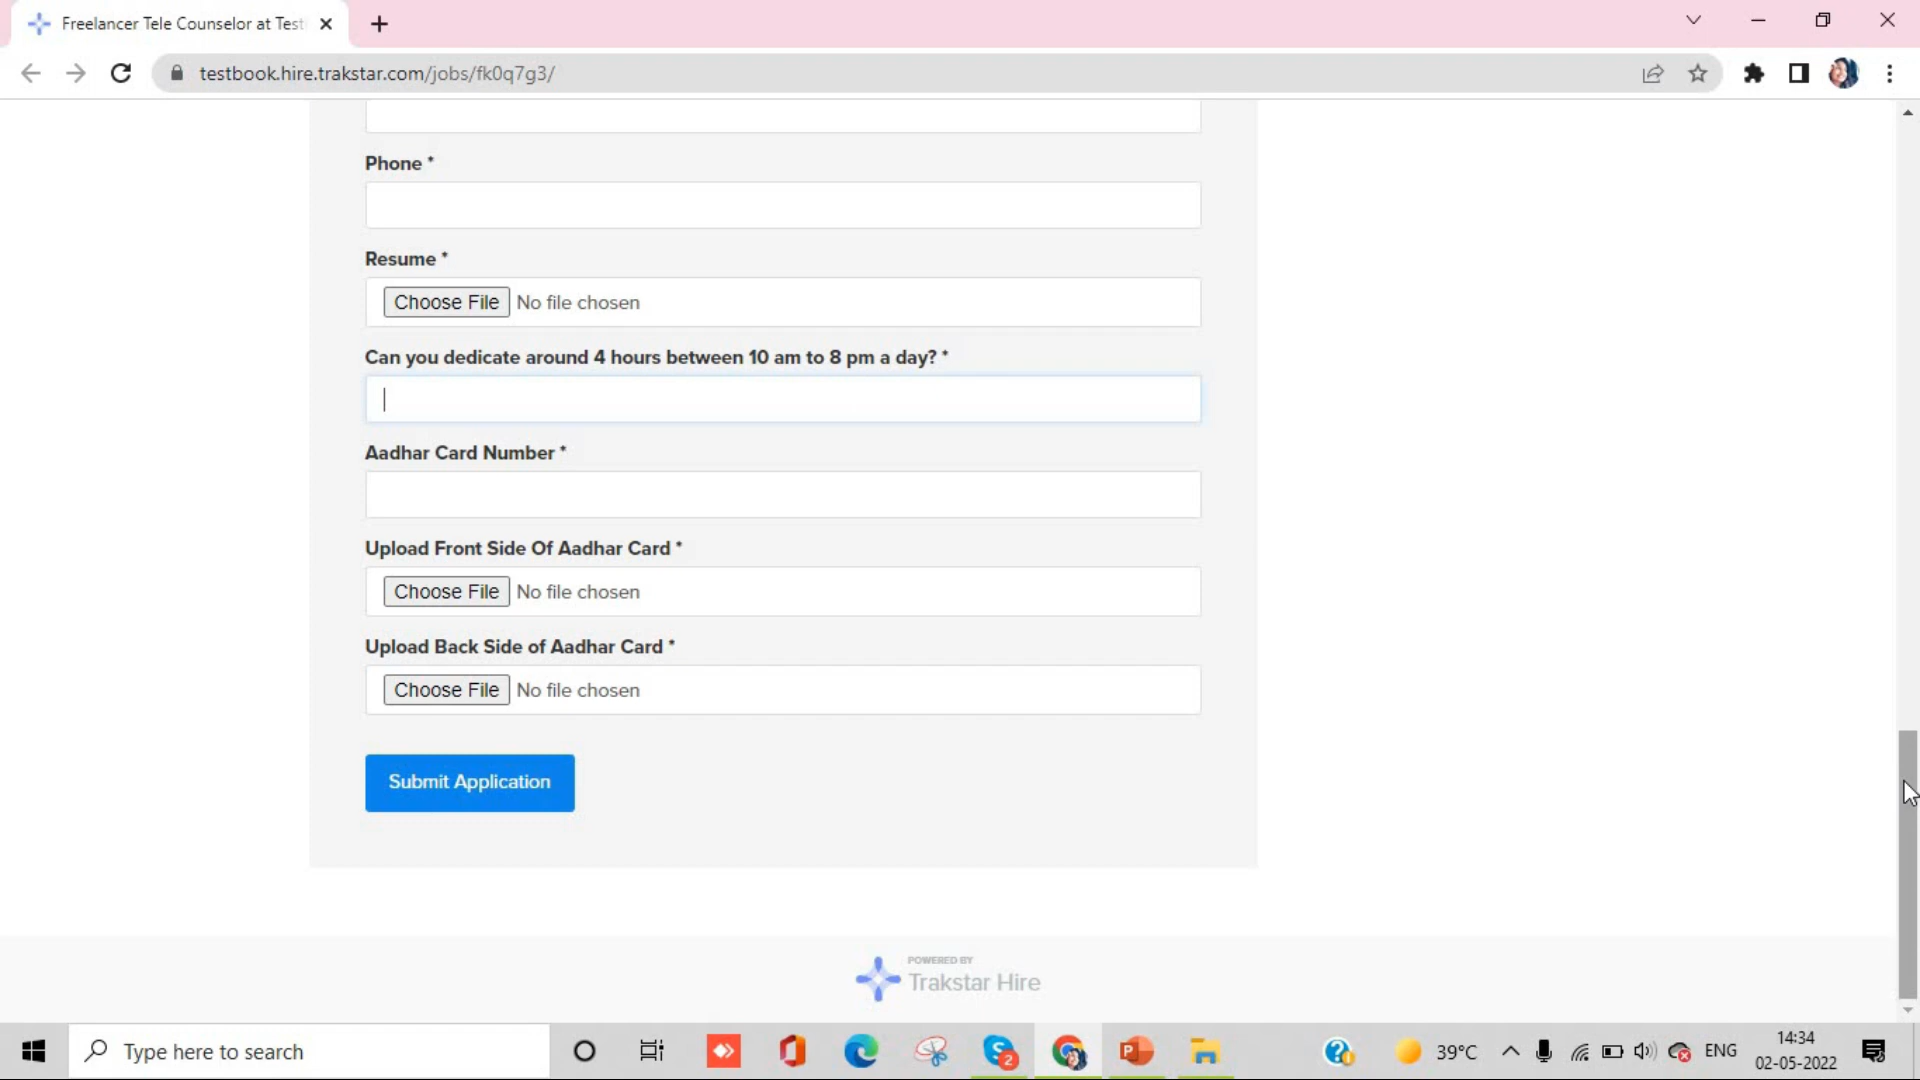 Freelancer Tele Counselor at Test
testbook.hire.trakstar.com/jobs/fk0q7g3/
Phone *
Resume *
Choose File No file chosen
Can you dedicate around 4 hours between 10 am to 8 pm a day? *
Aadhar Card Number *
Upload Front Side Of Aadhar Card *
Choose File No file chosen
Upload Back Side of Aadhar Card *
Choose File No file chosen
Submit Application
POWERED BY
Trakstar Hire
Type here to search
2
39°C
ENG
14:34
02-05-2022